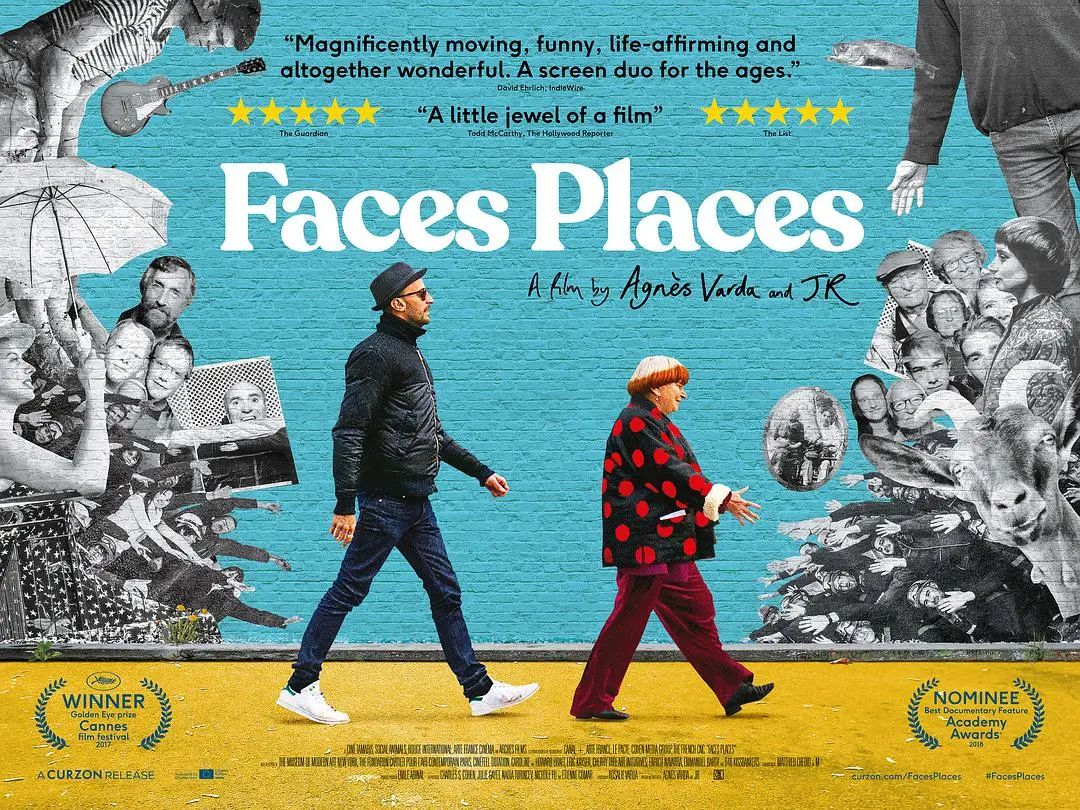 “Magnificently moving, funny, life-affirming and
altogether wonderful. A screen duo for the ages.”
David Ehrlich, IndieWire
The Guardian
“A little jewel of a film”
Todd McCarthy, The Hollywood Reporter
The List
Faces Places
A film by Agnès Varda and JR
WINNER
Golden Eye prize
Cannes
film festival
2017
NOMINEE
Best Documentary Feature
Academy
Awards
2018
A CURZON RELEASE
curzon.com/FacesPlaces
#FacesPlaces